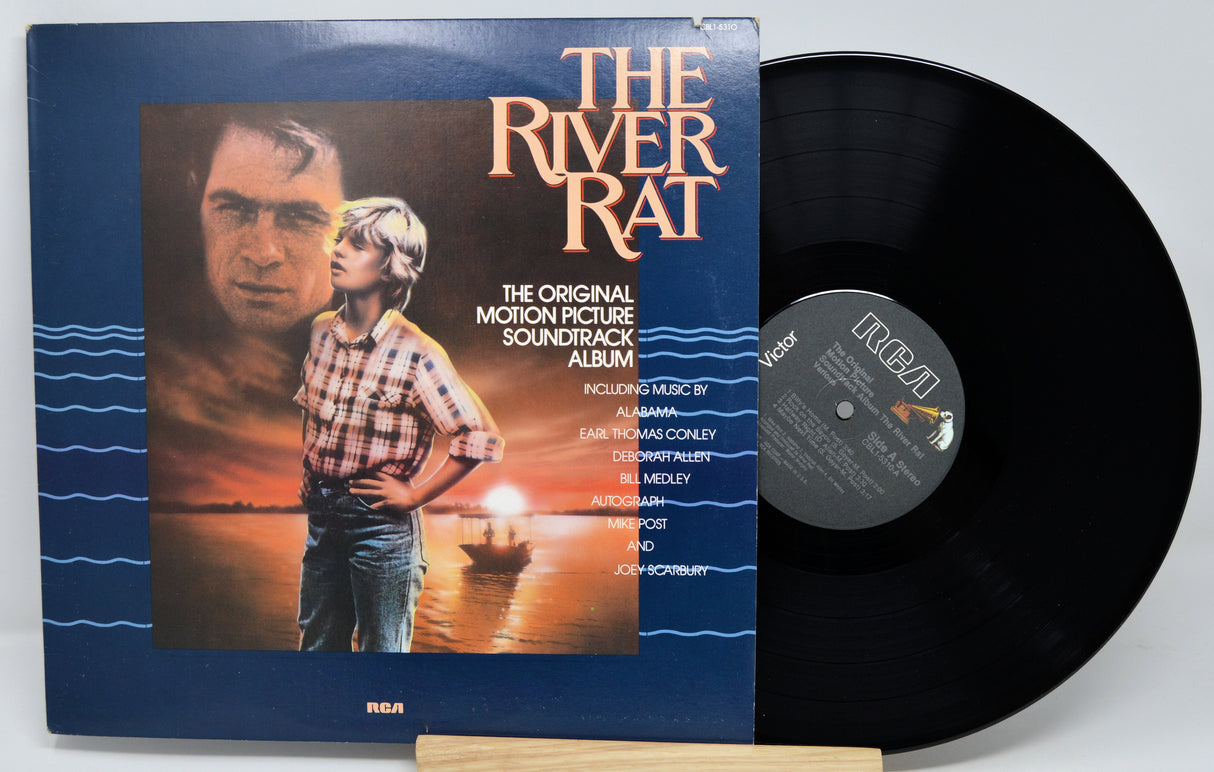 CBL1-5310
THE
RIVER
RAT
THE ORIGINAL
MOTION PICTURE
SOUNDTRACK
ALBUM
INCLUDING MUSIC BY
ALABAMA
EARL THOMAS CONLEY
DEBORAH ALLEN
BILL MEDLEY
AUTOGRAPH
MIKE POST
AND
JOEY SCARBURY
RCA
Victor
RCA
The Original
Motion Picture
Soundtrack Album: The River Rat
Various
Side A Stereo
CBL1-5310-A